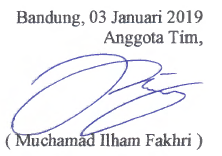 Bandung, 03 Januari 2019
Anggota Tim,
( Muchamad Ilham Fakhri )